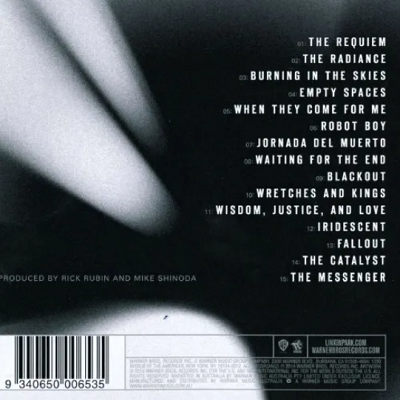 01: THE REQUIEM
02: THE RADIANCE
03: BURNING IN THE SKIES
04: EMPTY SPACES
05: WHEN THEY COME FOR ME
06: ROBOT BOY
07: JORNADA DEL MUERTO
08: WAITING FOR THE END
09: BLACKOUT
10: WRETCHES AND KINGS
11: WISDOM, JUSTICE, AND LOVE
12: IRIDESCENT
13: FALLOUT
14: THE CATALYST
15: THE MESSENGER
PRODUCED BY RICK RUBIN AND MIKE SHINODA
LINKINPARK.COM
WARNERBROSRECORDS.COM
9 340650 006535